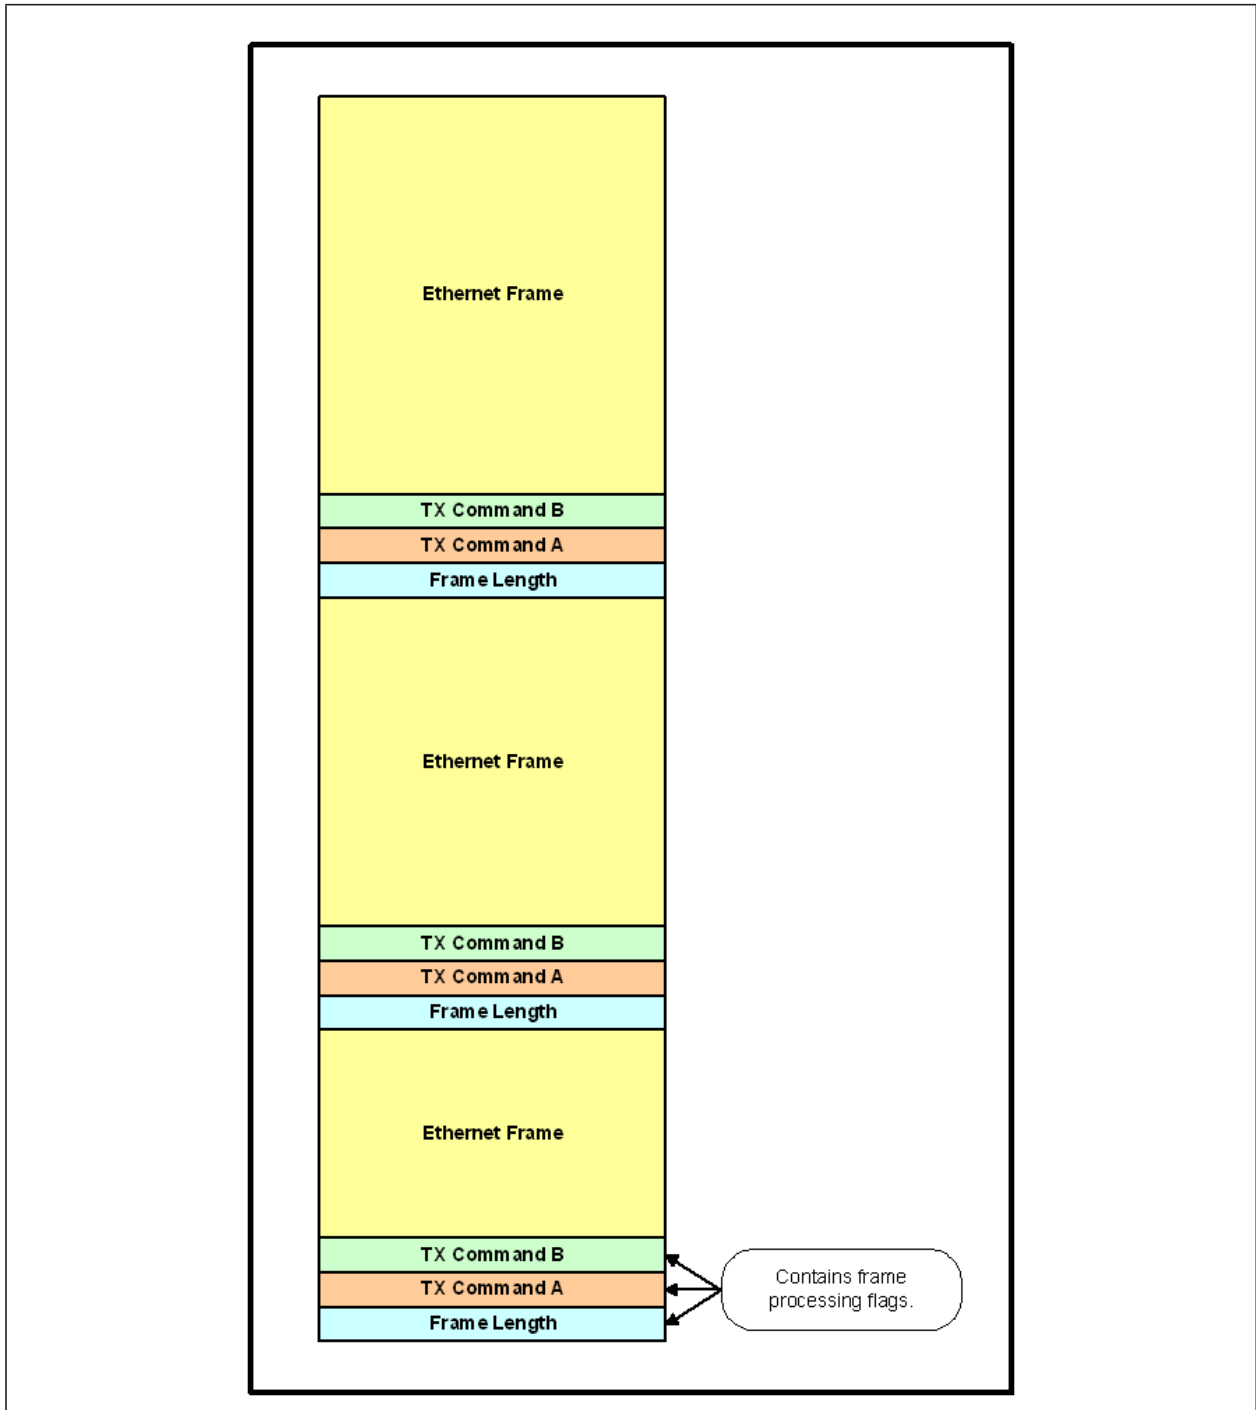 Ethernet Frame
TX Command B
TX Command A
Frame Length
Ethernet Frame
TX Command B
TX Command A
Frame Length
Ethernet Frame
TX Command B
TX Command A
Frame Length
Contains frame
processing flags.